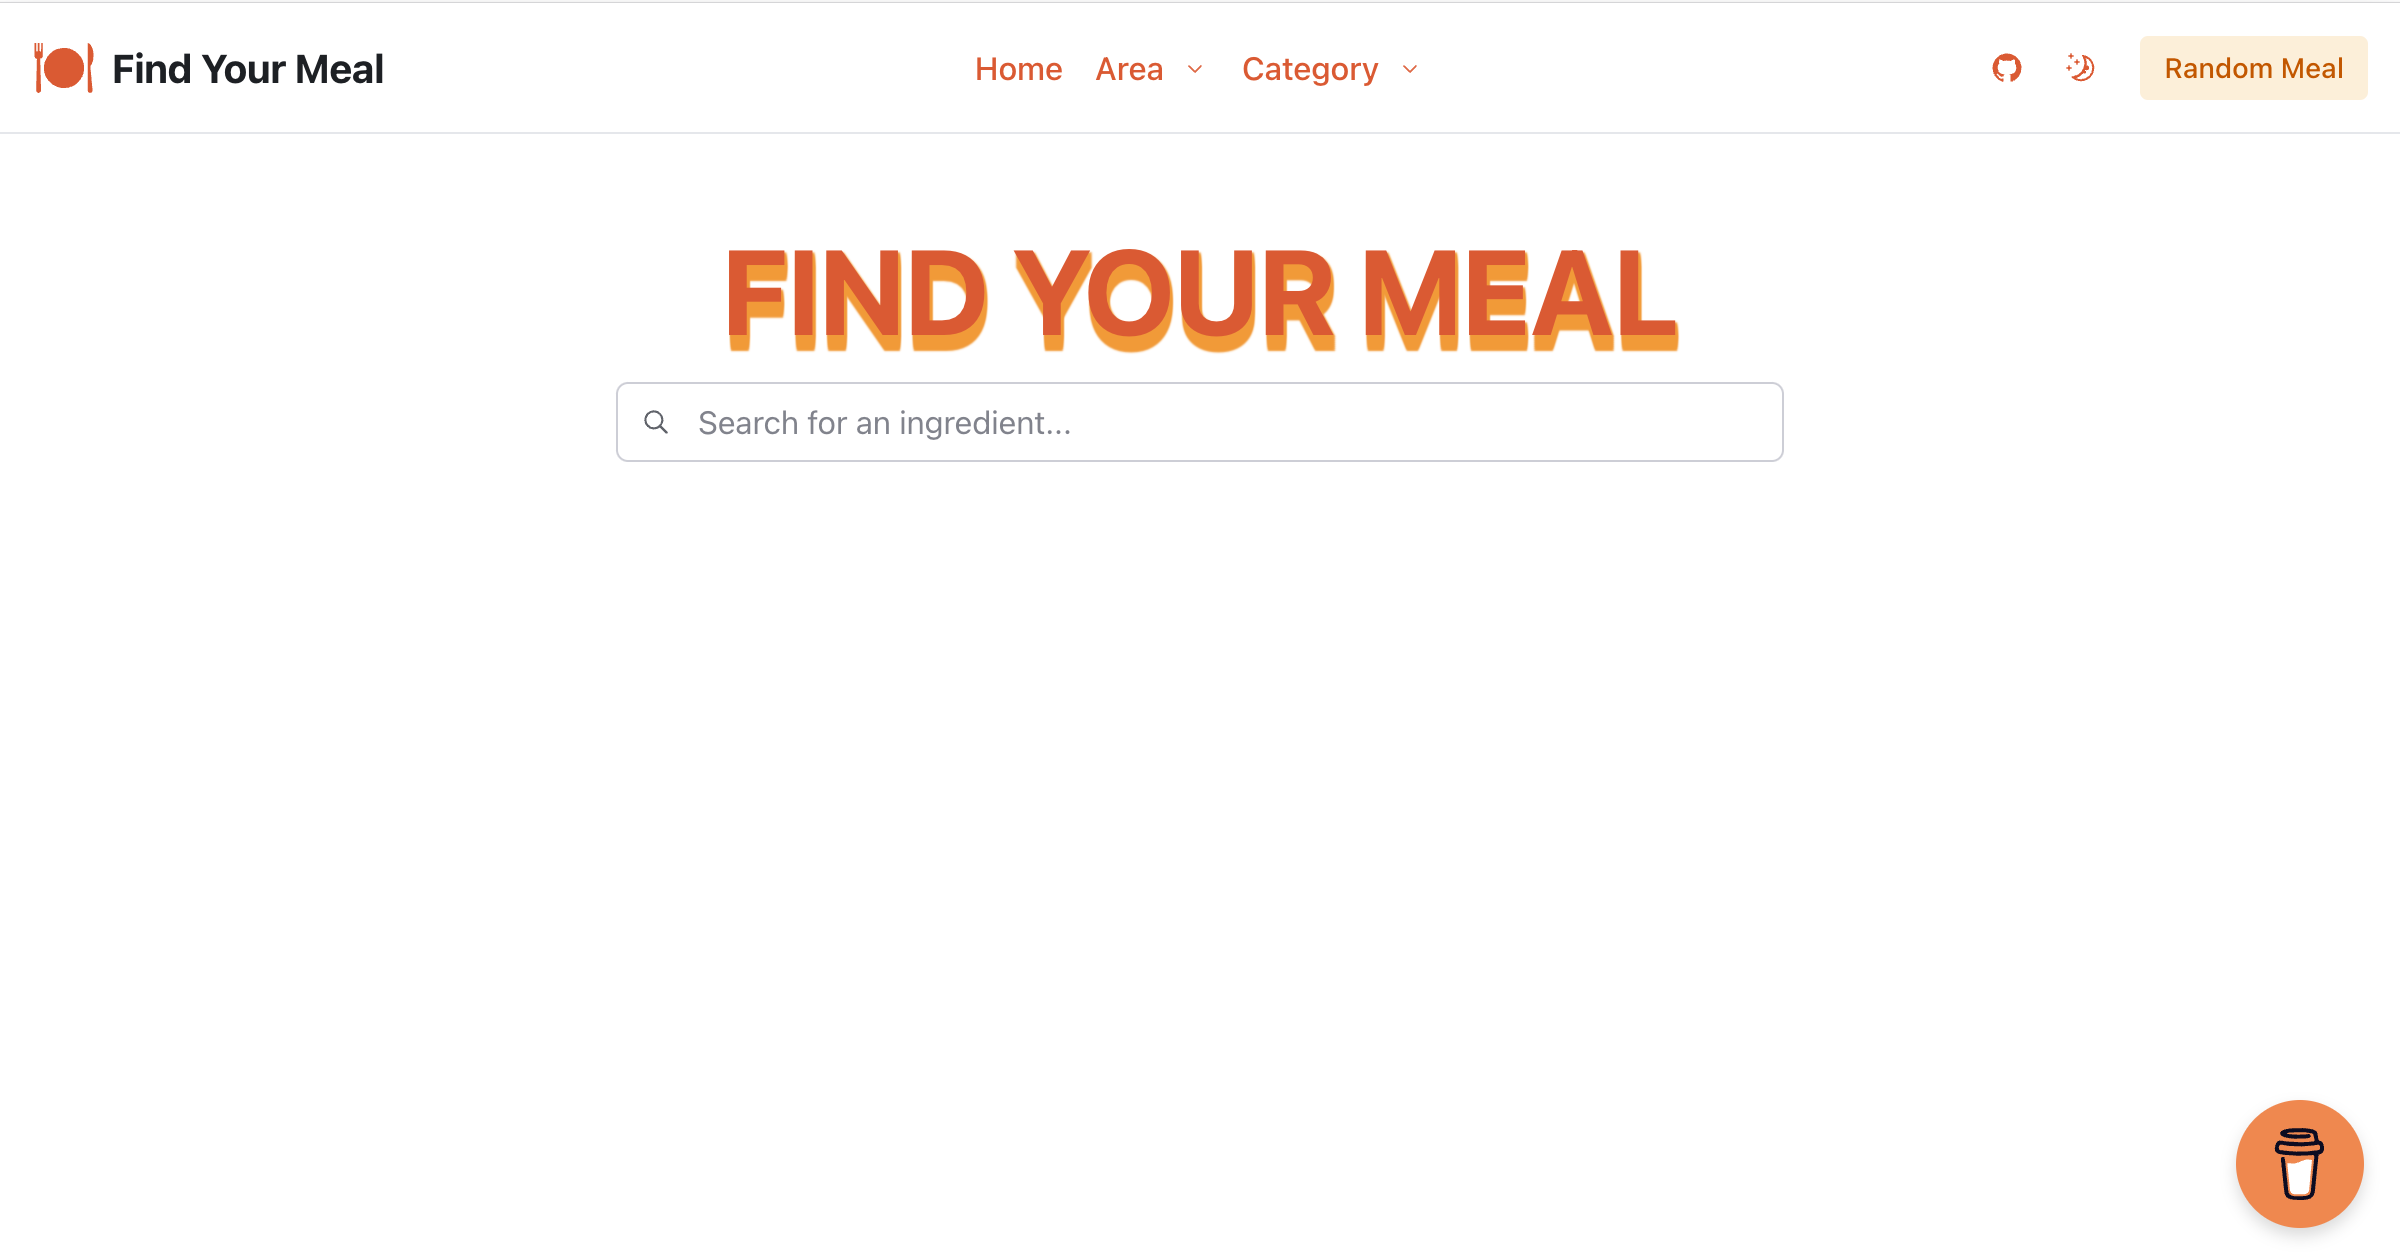 Find Your Meal
Home Area Category
Random Meal
FIND YOUR MEAL
Search for an ingredient...